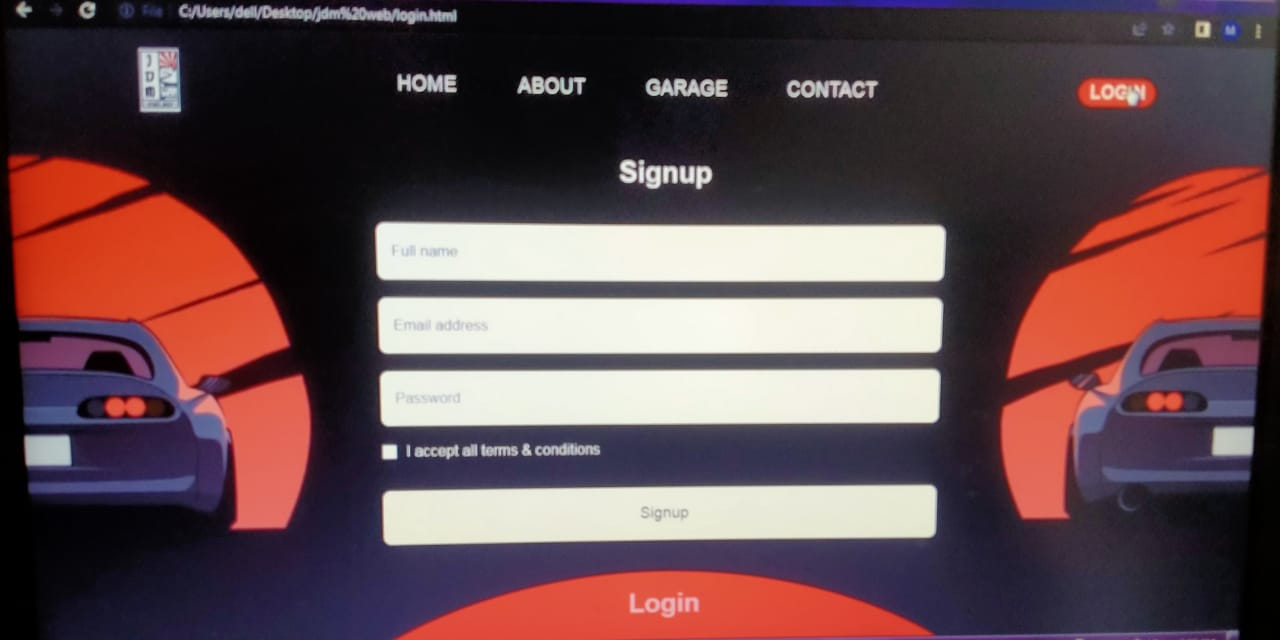 File C:/Users/dell/Desktop/jdm%20web/login.html
M
J
D
M
HOME ABOUT GARAGE CONTACT LOGIN
Signup
Full name
Email address
Password
I accept all terms & conditions
Signup
Login